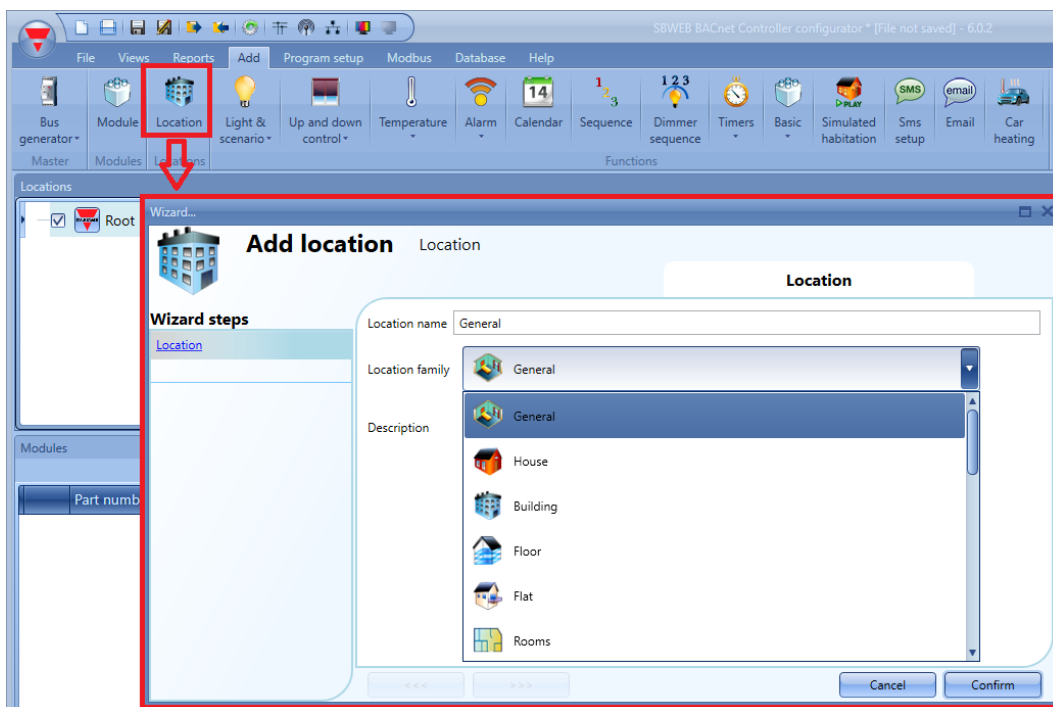 SBWEB BACnet Controller configurator * [File not saved] - 6.0.2
File Views Reports Add Program setup Modbus Database Help
Bus generator
Module
Location
Light & scenario
Up and down control
Temperature
Alarm
14
Calendar
1 2 3
Sequence
1 2 3
Dimmer sequence
Timers
Basic
PLAY
Simulated habitation
SMS
Sms setup
email
Email
Car heating
Master Modules Locations Functions
Locations
Root
Wizard...
Add location Location
Location
Wizard steps
Location
Location name General
Location family General
General
Description
House
Building
Floor
Flat
Rooms
Modules
Part numb
<<< >>>
Cancel Confirm